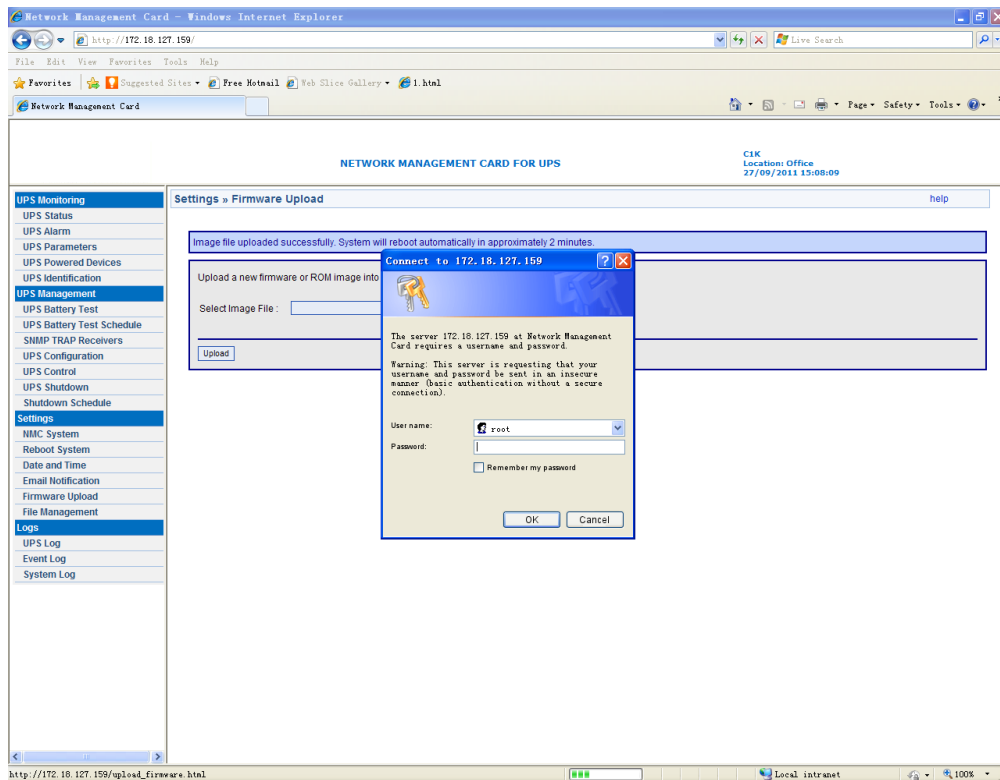 Network Management Card - Windows Internet Explorer
http://172.18.127.159/
Live Search
File Edit View Favorites Tools Help
Favorites Suggested Sites Free Hotmail Web Slice Gallery 1.html
Network Management Card
Page Safety Tools
NETWORK MANAGEMENT CARD FOR UPS
C1K
Location: Office
27/09/2011 15:08:09
UPS Monitoring
UPS Status
UPS Alarm
UPS Parameters
UPS Powered Devices
UPS Identification
UPS Management
UPS Battery Test
UPS Battery Test Schedule
SNMP TRAP Receivers
UPS Configuration
UPS Control
UPS Shutdown
Shutdown Schedule
Settings
NMC System
Reboot System
Date and Time
Email Notification
Firmware Upload
File Management
Logs
UPS Log
Event Log
System Log
Settings » Firmware Upload
help
Image file uploaded successfully. System will reboot automatically in approximately 2 minutes.
Upload a new firmware or ROM image into
Select Image File :
Upload
Connect to 172.18.127.159
The server 172.18.127.159 at Network Management
Card requires a username and password.
Warning: This server is requesting that your
username and password be sent in an insecure
manner (basic authentication without a secure
connection).
User name:
root
Password:
Remember my password
OK
Cancel
http://172.18.127.159/upload_firmware.html
Local intranet
100%